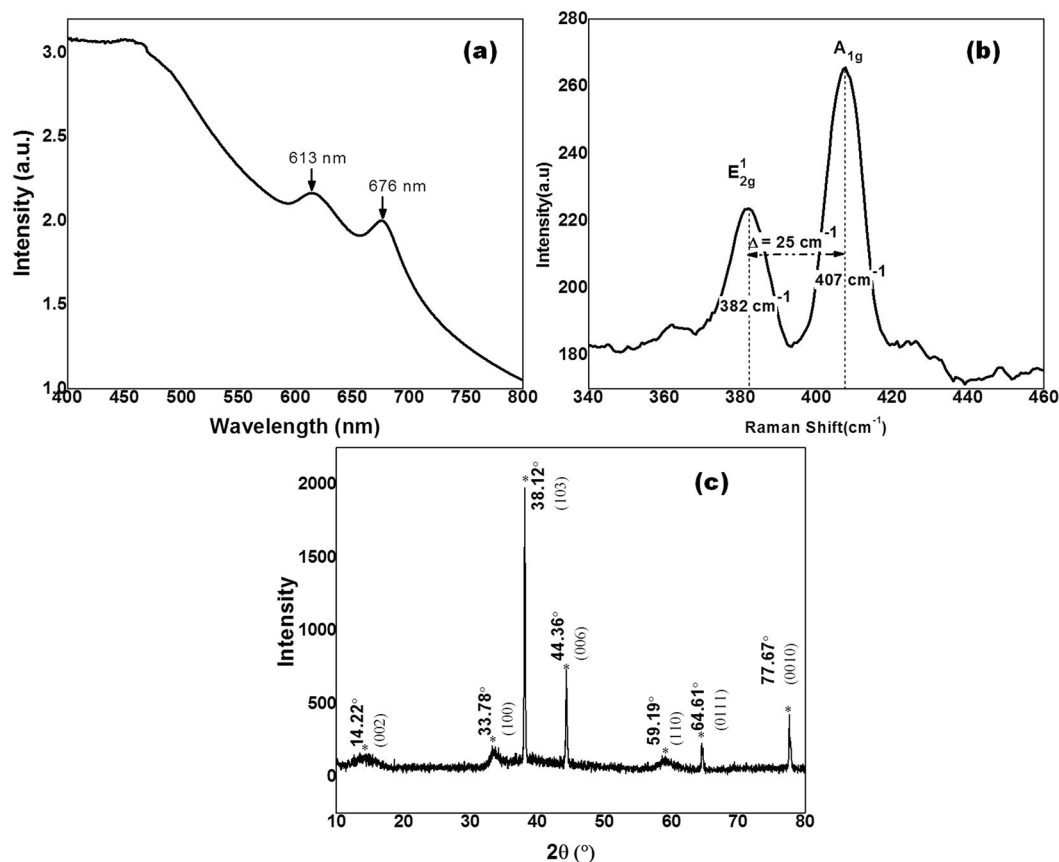 (a)
3.0
2.5
2.0
1.5
1.0
Intensity (a.u.)
613 nm
676 nm
400 450 500 550 600 650 700 750 800
Wavelength (nm)
(b)
280
260
240
220
200
180
Intensity(a.u)
A1g
E¹2g
Δ = 25 cm⁻¹
382 cm⁻¹
407 cm⁻¹
340 360 380 400 420 440 460
Raman Shift(cm⁻¹)
(c)
2000
1500
1000
500
0
Intensity
14.22°
(002)
*
33.78°
(100)
*
38.12°
(103)
*
44.36°
(006)
*
59.19°
(110)
*
64.61°
(0111)
*
77.67°
(0010)
*
10 20 30 40 50 60 70 80
2θ (°)